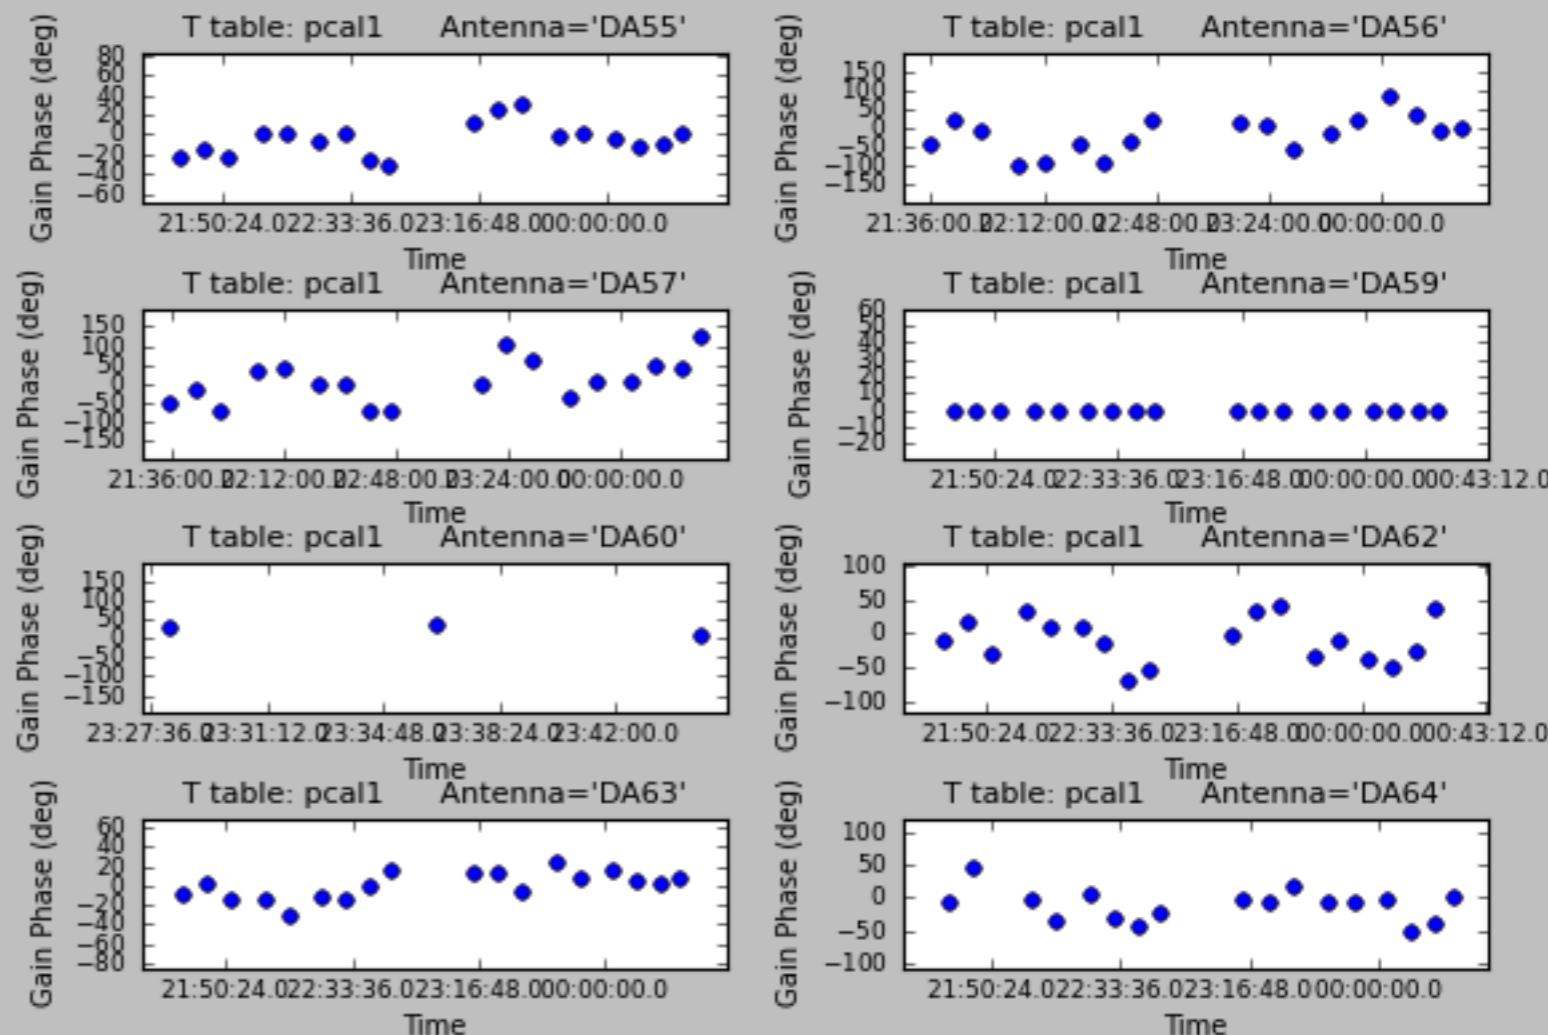 T table: pcal1 Antenna='DA55'
Gain Phase (deg)
80
60
40
20
0
−20
−40
−60
21:50:24.0 22:33:36.0 23:16:48.0 00:00:00.0
Time
T table: pcal1 Antenna='DA56'
Gain Phase (deg)
150
100
50
0
−50
−100
−150
21:36:00.0 22:12:00.0 22:48:00.0 23:24:00.0 00:00:00.0
Time
T table: pcal1 Antenna='DA57'
Gain Phase (deg)
150
100
50
0
−50
−100
−150
21:36:00.0 22:12:00.0 22:48:00.0 23:24:00.0 00:00:00.0
Time
T table: pcal1 Antenna='DA59'
Gain Phase (deg)
60
50
40
30
20
10
0
−10
−20
21:50:24.0 22:33:36.0 23:16:48.0 00:00:00.0 00:43:12.0
Time
T table: pcal1 Antenna='DA60'
Gain Phase (deg)
150
100
50
0
−50
−100
−150
23:27:36.0 23:31:12.0 23:34:48.0 23:38:24.0 23:42:00.0
Time
T table: pcal1 Antenna='DA62'
Gain Phase (deg)
100
50
0
−50
−100
21:50:24.0 22:33:36.0 23:16:48.0 00:00:00.0 00:43:12.0
Time
T table: pcal1 Antenna='DA63'
Gain Phase (deg)
60
40
20
0
−20
−40
−60
−80
21:50:24.0 22:33:36.0 23:16:48.0 00:00:00.0
Time
T table: pcal1 Antenna='DA64'
Gain Phase (deg)
100
50
0
−50
−100
21:50:24.0 22:33:36.0 23:16:48.0 00:00:00.0
Time